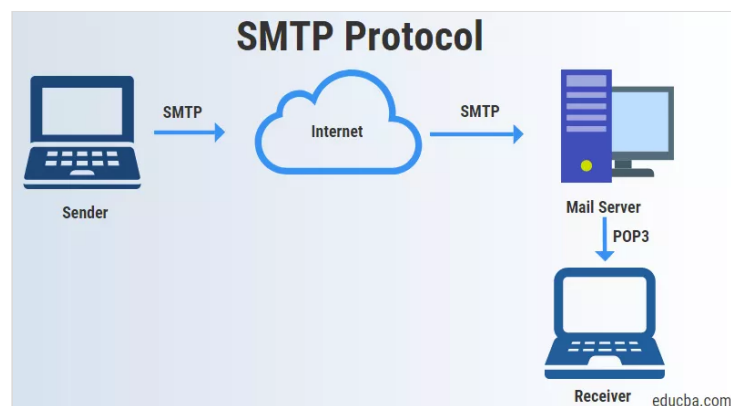 SMTP Protocol
SMTP
Internet
SMTP
Sender
Mail Server
POP3
Receiver
educba.com